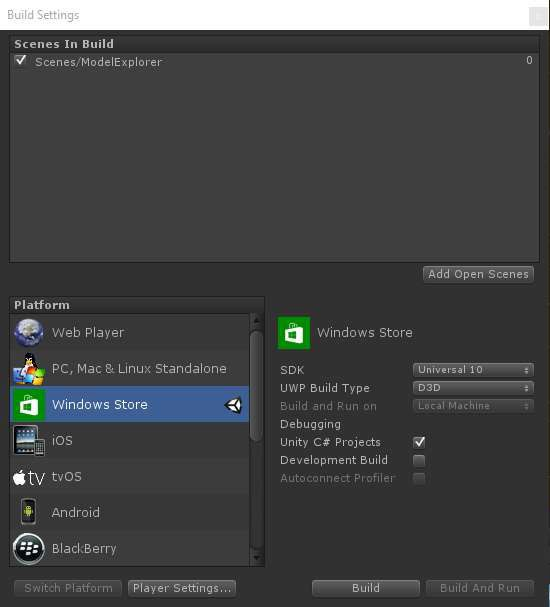 Build Settings
Scenes In Build
Scenes/ModelExplorer 0
Add Open Scenes
Platform
Web Player
PC, Mac & Linux Standalone
Windows Store
iOS
tvOS
Android
BlackBerry
Windows Store
SDK Universal 10
UWP Build Type D3D
Build and Run on Local Machine
Debugging
Unity C# Projects
Development Build
Autoconnect Profiler
Switch Platform Player Settings... Build Build And Run